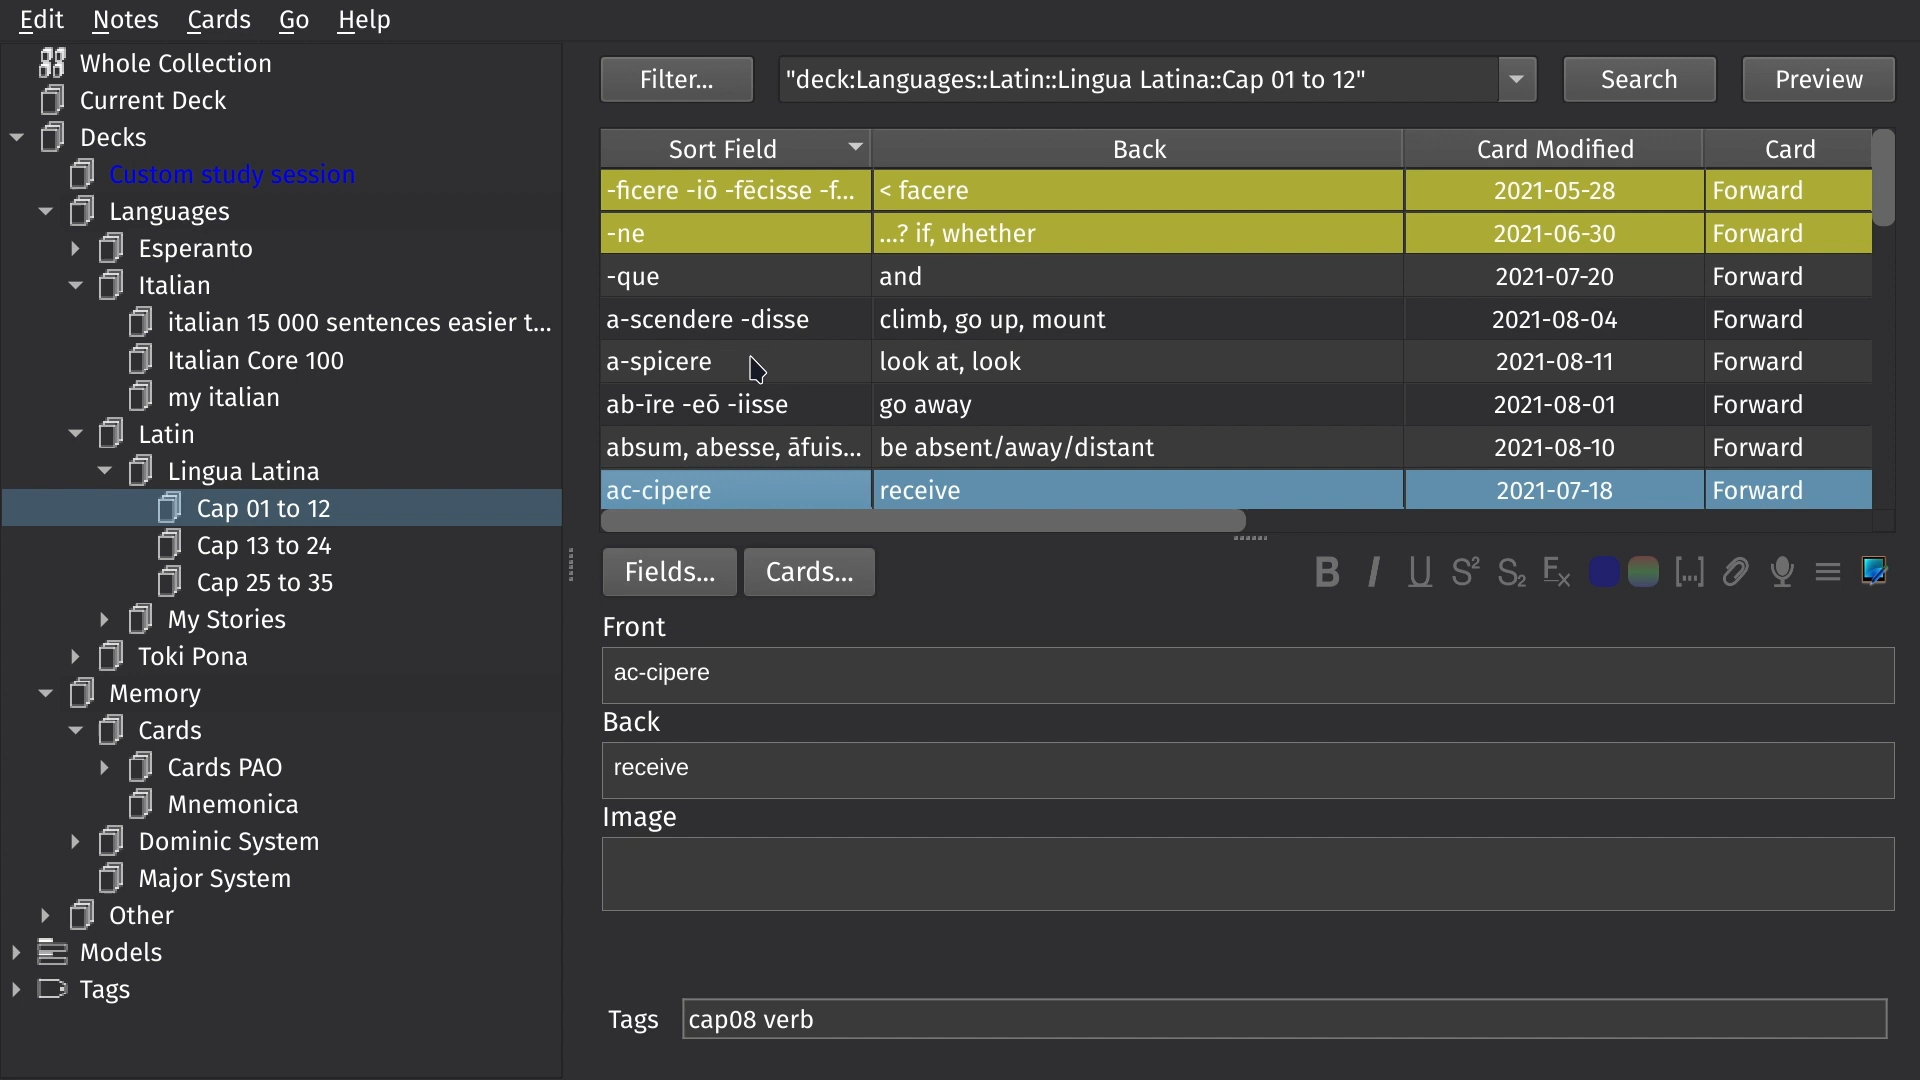 Edit Notes Cards Go Help
Whole Collection
Current Deck
Decks
Custom study session
Languages
Esperanto
Italian
italian 15 000 sentences easier t...
Italian Core 100
my italian
Latin
Lingua Latina
Cap 01 to 12
Cap 13 to 24
Cap 25 to 35
My Stories
Toki Pona
Memory
Cards
Cards PAO
Mnemonica
Dominic System
Major System
Other
Models
Tags
Filter... "deck:Languages::Latin::Lingua Latina::Cap 01 to 12" Search Preview
Sort Field Back Card Modified Card
-ficere -iō -fēcisse -f... < facere 2021-05-28 Forward
-ne ...? if, whether 2021-06-30 Forward
-que and 2021-07-20 Forward
a-scendere -disse climb, go up, mount 2021-08-04 Forward
a-spicere look at, look 2021-08-11 Forward
ab-īre -eō -iisse go away 2021-08-01 Forward
absum, abesse, āfuis... be absent/away/distant 2021-08-10 Forward
ac-cipere receive 2021-07-18 Forward
Fields... Cards... B I U S² S₂ Fx [...]
Front
ac-cipere
Back
receive
Image
Tags cap08 verb